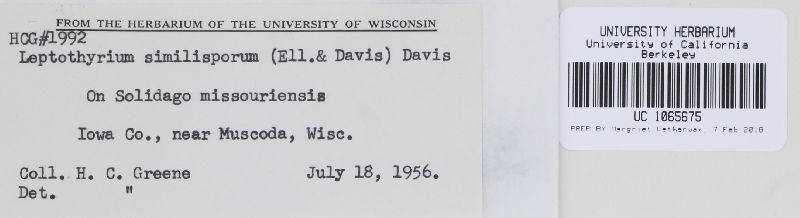 FROM THE HERBARIUM OF THE UNIVERSITY OF WISCONSIN
HCG#1992
Leptothyrium similisporum (Ell.& Davis) Davis
On Solidago missouriensis
Iowa Co., near Muscoda, Wisc.
Coll. H. C. Greene July 18, 1956.
Det. "
UNIVERSITY HERBARIUM
University of California
Berkeley
UC 1065675
PREP BY Margriet 7 Feb 2018